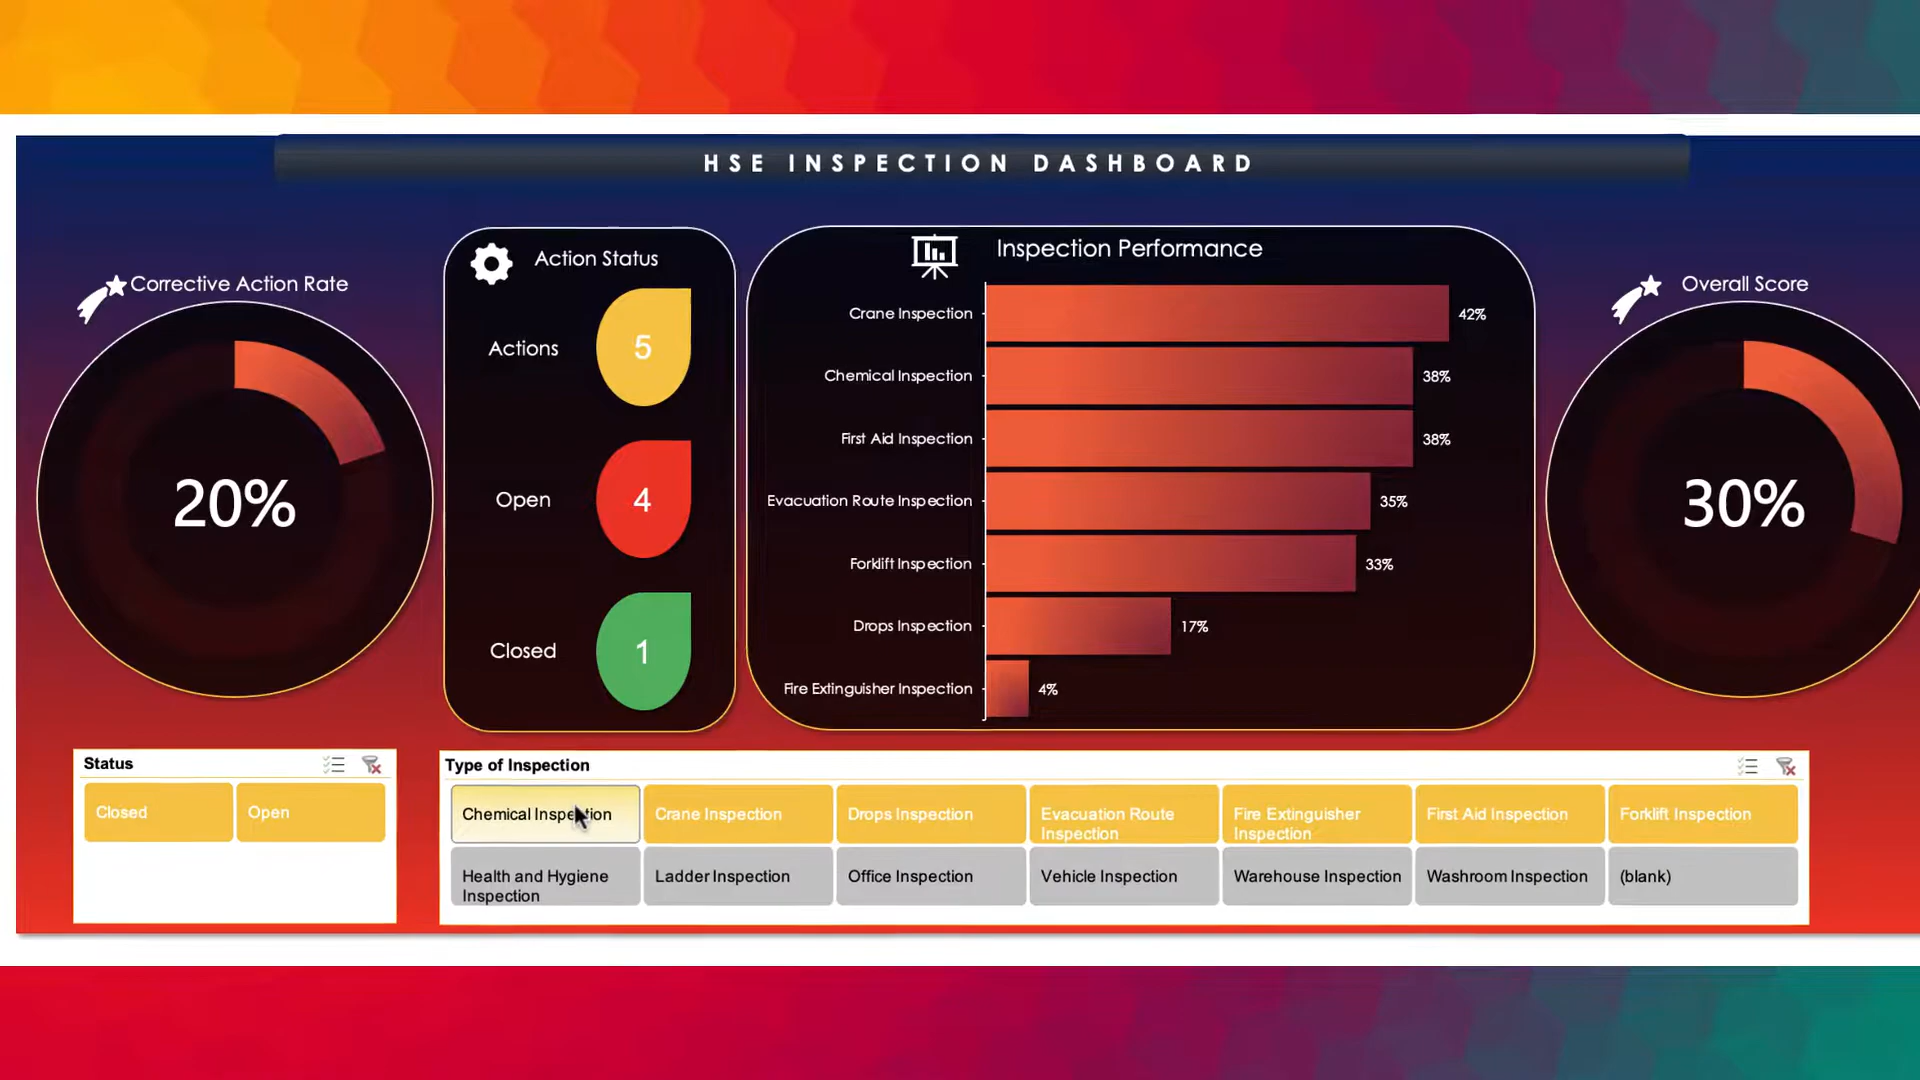 HSE INSPECTION DASHBOARD
Corrective Action Rate
20%
Action Status
Actions
5
Open
4
Closed
1
Inspection Performance
Crane Inspection
42%
Chemical Inspection
38%
First Aid Inspection
38%
Evacuation Route Inspection
35%
Forklift Inspection
33%
Drops Inspection
17%
Fire Extinguisher Inspection
4%
Overall Score
30%
Status
Closed
Open
Type of Inspection
Chemical Inspection
Crane Inspection
Drops Inspection
Evacuation Route
Inspection
Fire Extinguisher
Inspection
First Aid Inspection
Forklift Inspection
Health and Hygiene
Inspection
Ladder Inspection
Office Inspection
Vehicle Inspection
Warehouse Inspection
Washroom Inspection
(blank)